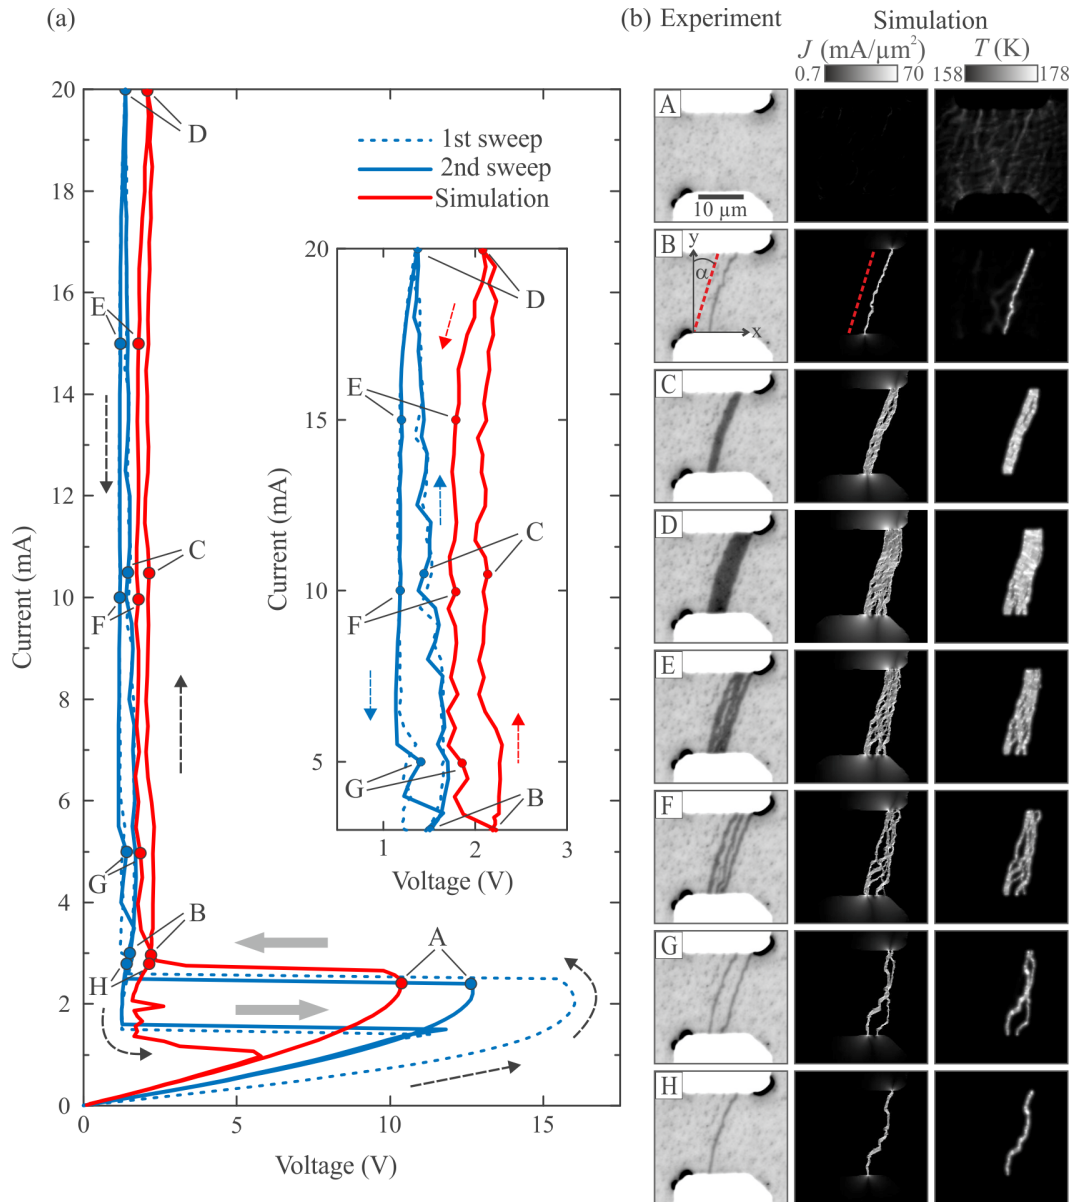 (a)
20
18
16
14
12
10
8
6
4
2
0
Current (mA)
0
5
10
15
Voltage (V)
1st sweep
2nd sweep
Simulation
D
E
C
F
G
B
H
A
20
15
10
5
Current (mA)
1
2
3
Voltage (V)
D
E
C
F
G
B
(b) Experiment
Simulation
J (mA/µm²)
T (K)
0.7
70
158
178
A
10 µm
B
y
α
x
C
D
E
F
G
H